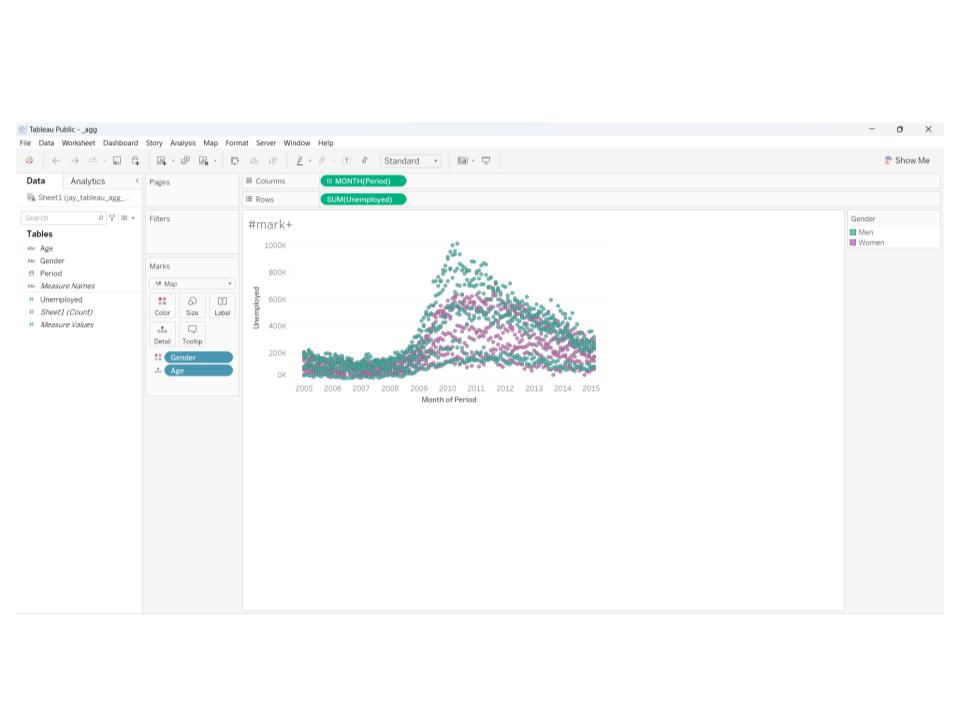 Tableau Public - _agg
File Data Worksheet Dashboard Story Analysis Map Format Server Window Help
Standard
Show Me
Data Analytics
Sheet1 (jay_tableau_agg_...
Search
Tables
Abc Age
Abc Gender
Period
Abc Measure Names
# Unemployed
# Sheet1 (Count)
# Measure Values
Pages
Filters
Marks
Map
Color Size Label
Detail Tooltip
Gender
Age
Columns MONTH(Period)
Rows SUM(Unemployed)
#mark+
1000K
800K
600K
400K
200K
0K
Unemployed
2005 2006 2007 2008 2009 2010 2011 2012 2013 2014 2015
Month of Period
Gender
Men
Women